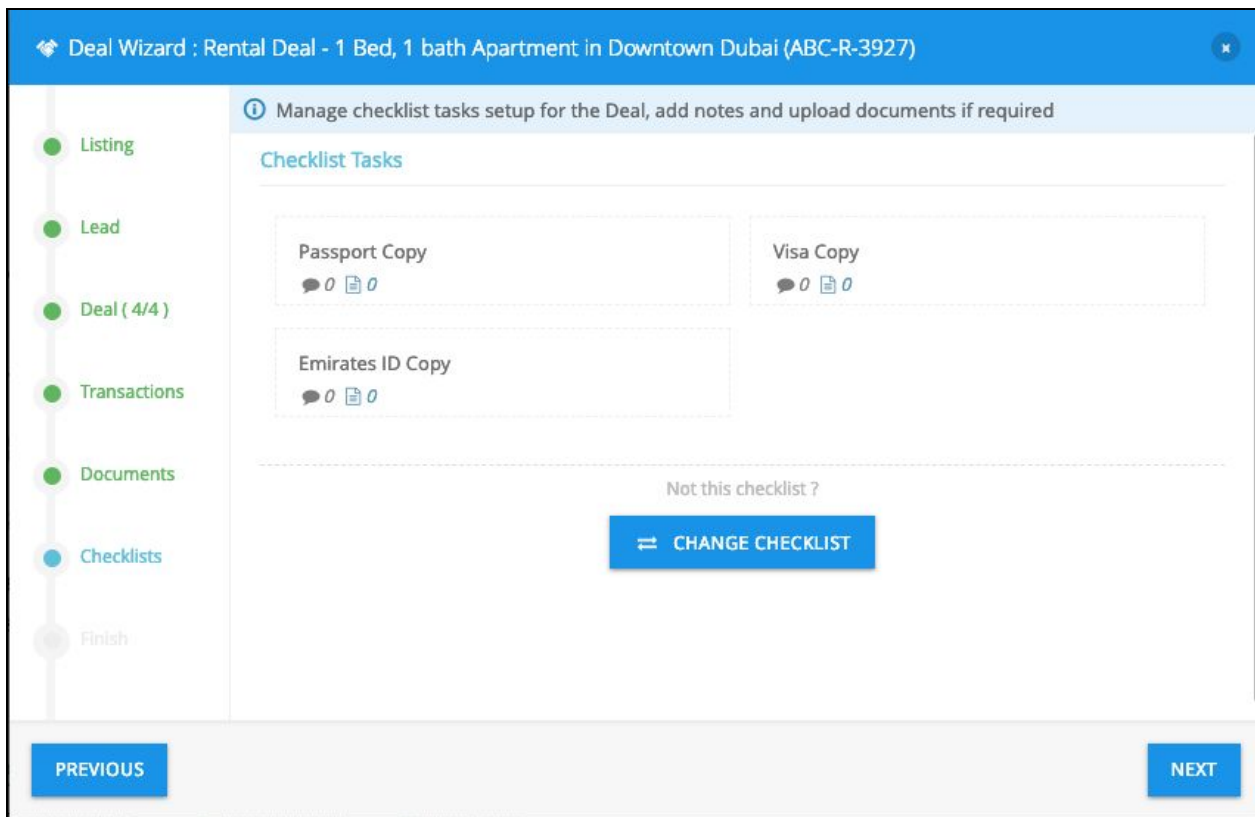 Deal Wizard : Rental Deal - 1 Bed, 1 bath Apartment in Downtown Dubai (ABC-R-3927)
Manage checklist tasks setup for the Deal, add notes and upload documents if required
Listing
Lead
Deal ( 4/4 )
Transactions
Documents
Checklists
Finish
Checklist Tasks
Passport Copy
0 0
Visa Copy
0 0
Emirates ID Copy
0 0
Not this checklist ?
CHANGE CHECKLIST
PREVIOUS
NEXT